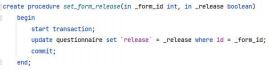 create procedure set_form_release(in _form_id int, in _release boolean)
begin
start transaction;
update questionnaire set `release` = _release where id = _form_id;
commit;
end;